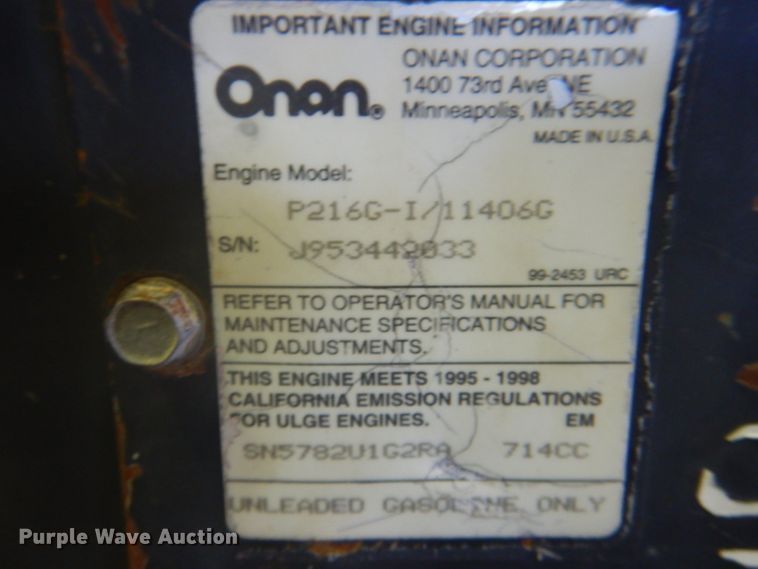 IMPORTANT ENGINE INFORMATION
Onan®
ONAN CORPORATION
1400 73rd Ave NE
Minneapolis, MN 55432
MADE IN U.S.A.
Engine Model:
P216G-I/11406G
S/N: J953442033
99-2453 URC
REFER TO OPERATOR'S MANUAL FOR
MAINTENANCE SPECIFICATIONS
AND ADJUSTMENTS.
THIS ENGINE MEETS 1995 - 1998
CALIFORNIA EMISSION REGULATIONS
FOR ULGE ENGINES. EM
SN5782U1G2RA 714CC
UNLEADED GASOLINE ONLY
Purple Wave Auction